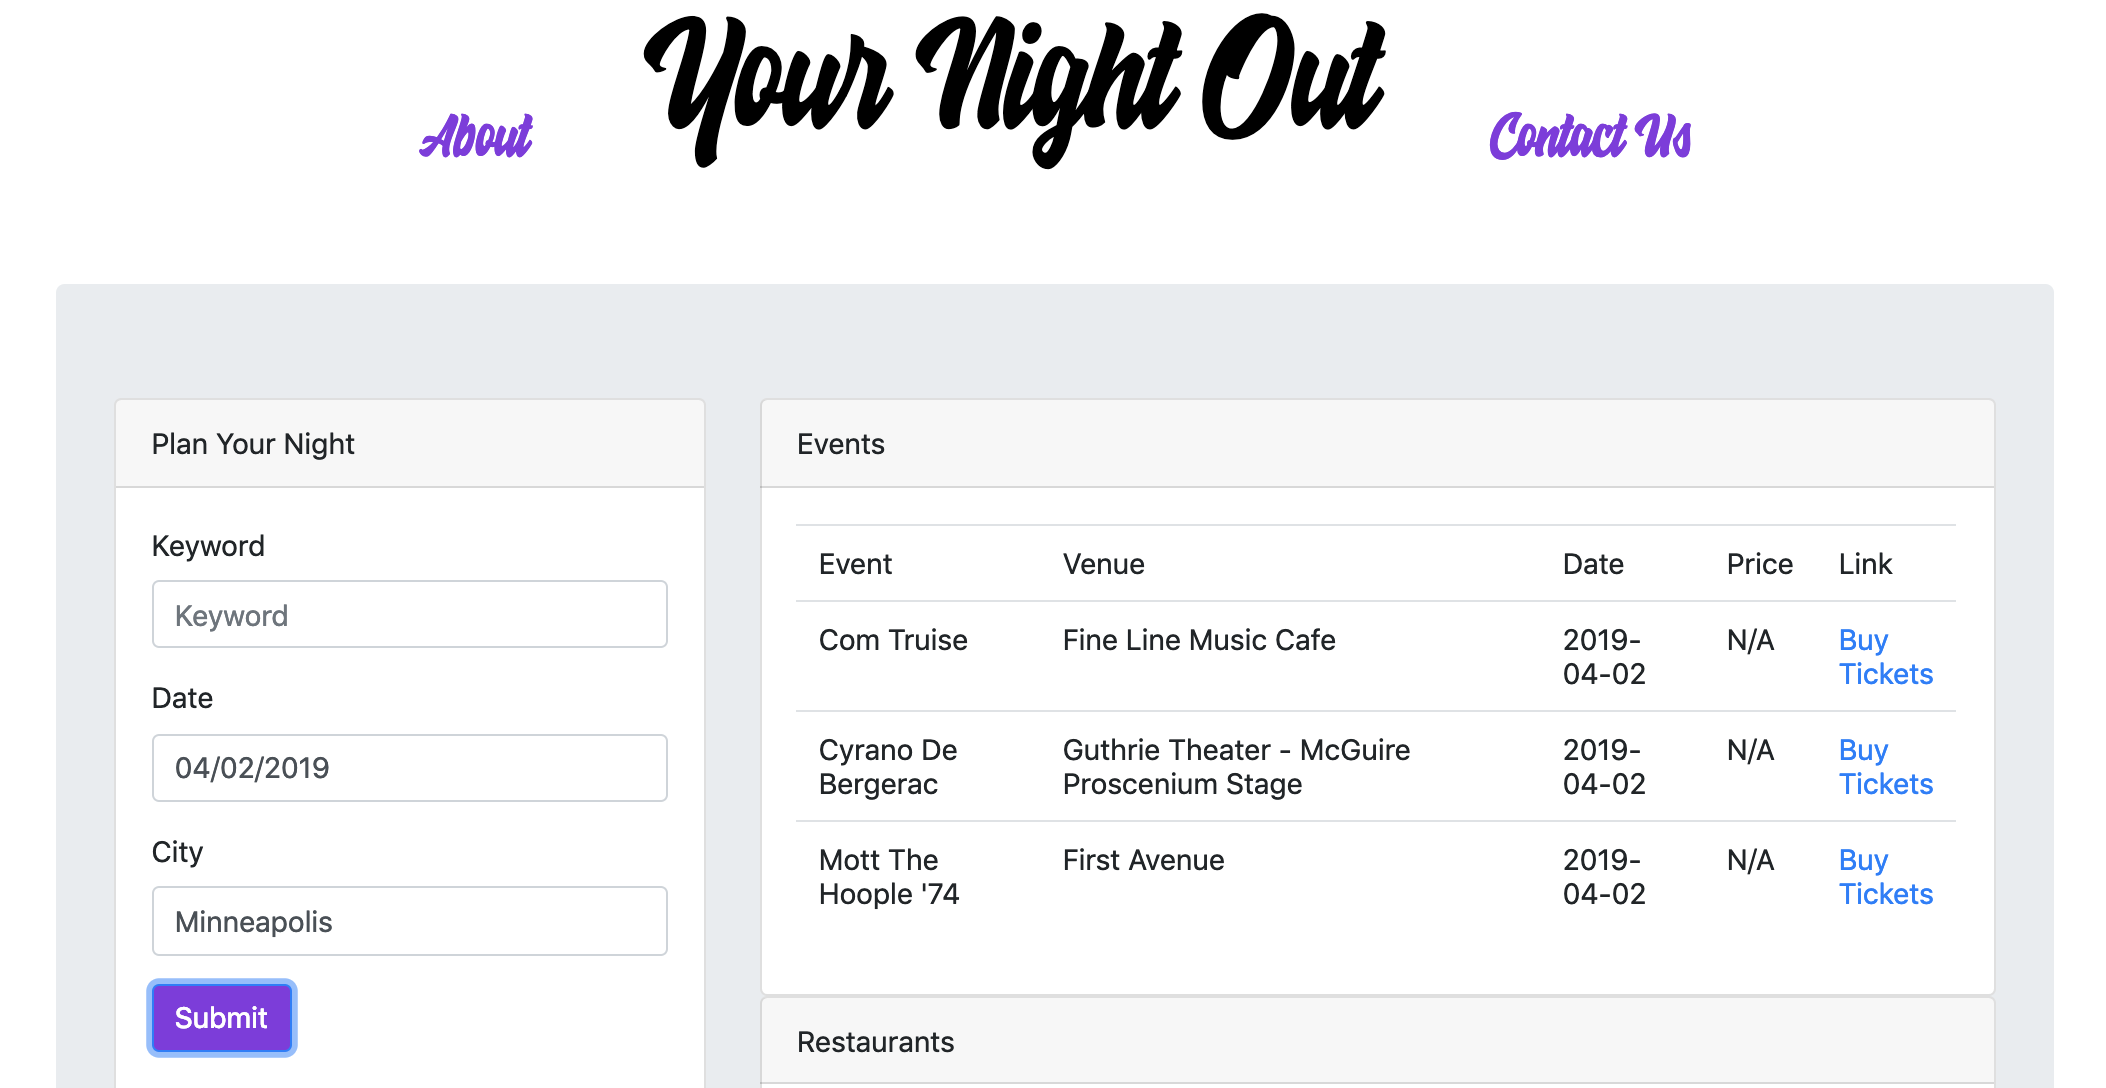 About
Your Night Out
Contact Us
Plan Your Night
Keyword
Keyword
Date
04/02/2019
City
Minneapolis
Submit
Events
Event Venue Date Price Link
Com Truise Fine Line Music Cafe 2019- N/A Buy
04-02 Tickets
Cyrano De Guthrie Theater - McGuire 2019- N/A Buy
Bergerac Proscenium Stage 04-02 Tickets
Mott The First Avenue 2019- N/A Buy
Hoople '74 04-02 Tickets
Restaurants